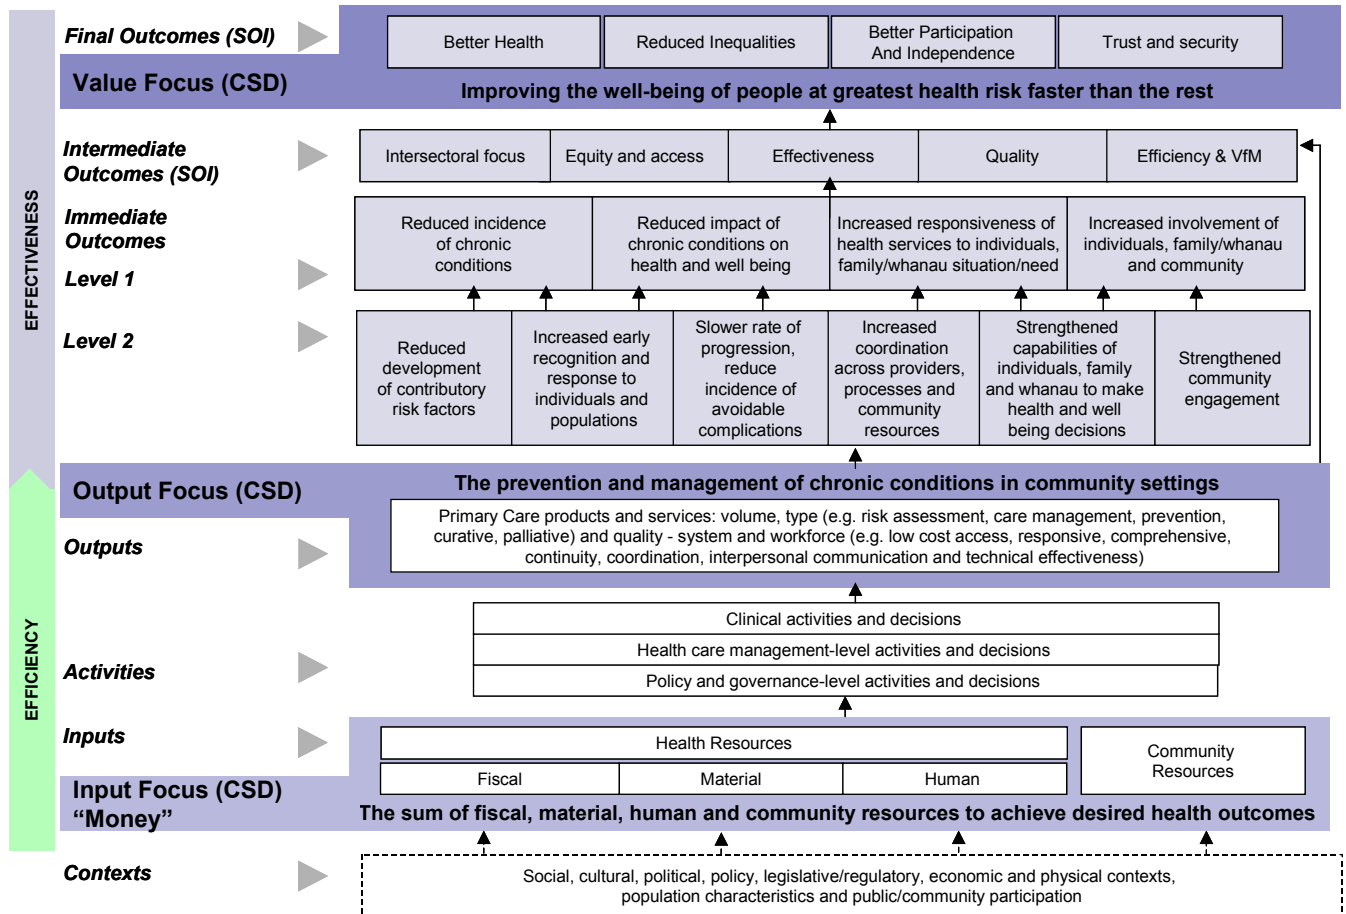 Final Outcomes (SOI)
Better Health
Reduced Inequalities
Better Participation
And Independence
Trust and security
Value Focus (CSD)
Improving the well-being of people at greatest health risk faster than the rest
EFFECTIVENESS
Intermediate
Outcomes (SOI)
Intersectoral focus
Equity and access
Effectiveness
Quality
Efficiency & VfM
Immediate
Outcomes
Level 1
Reduced incidence
of chronic
conditions
Reduced impact of
chronic conditions on
health and well being
Increased responsiveness of
health services to individuals,
family/whanau situation/need
Increased involvement of
individuals, family/whanau
and community
Level 2
Reduced
development
of contributory
risk factors
Increased early
recognition and
response to
individuals and
populations
Slower rate of
progression,
reduce
incidence of
avoidable
complications
Increased
coordination
across providers,
processes and
community
resources
Strengthened
capabilities of
individuals, family
and whanau to make
health and well
being decisions
Strengthened
community
engagement
Output Focus (CSD)
The prevention and management of chronic conditions in community settings
Outputs
Primary Care products and services: volume, type (e.g. risk assessment, care management, prevention,
curative, palliative) and quality - system and workforce (e.g. low cost access, responsive, comprehensive,
continuity, coordination, interpersonal communication and technical effectiveness)
EFFICIENCY
Activities
Clinical activities and decisions
Health care management-level activities and decisions
Policy and governance-level activities and decisions
Inputs
Health Resources
Fiscal
Material
Human
Community
Resources
Input Focus (CSD)
“Money”
The sum of fiscal, material, human and community resources to achieve desired health outcomes
Contexts
Social, cultural, political, policy, legislative/regulatory, economic and physical contexts,
population characteristics and public/community participation